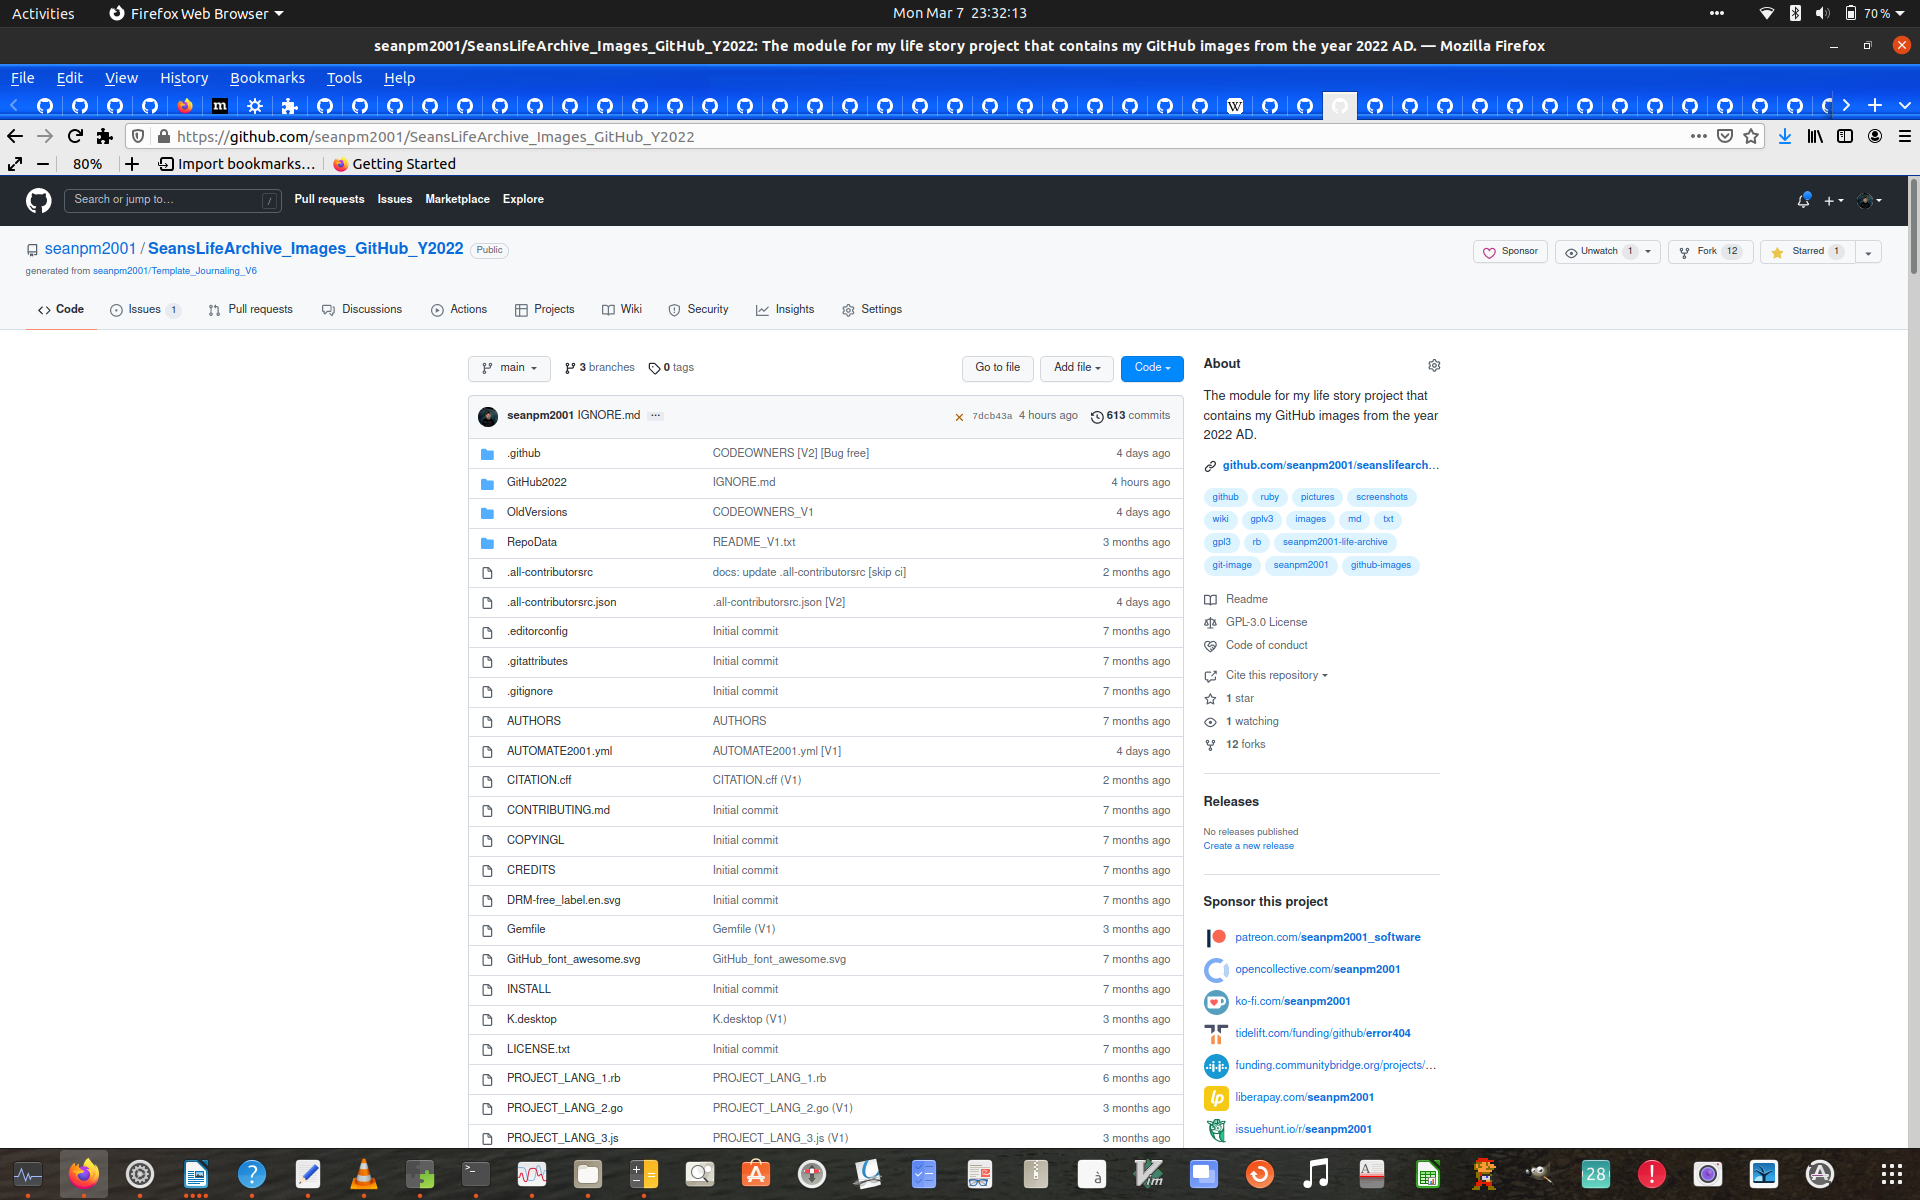 Activities Firefox Web Browser Mon Mar 7 23:32:13 70 %
seanpm2001/SeansLifeArchive_Images_GitHub_Y2022: The module for my life story project that contains my GitHub images from the year 2022 AD. — Mozilla Firefox
File Edit View History Bookmarks Tools Help
https://github.com/seanpm2001/SeansLifeArchive_Images_GitHub_Y2022
80% Import bookmarks... Getting Started
Search or jump to... / Pull requests Issues Marketplace Explore
seanpm2001 / SeansLifeArchive_Images_GitHub_Y2022 Public
Sponsor Unwatch 1 Fork 12 Starred 1
generated from seanpm2001/Template_Journaling_V6
Code Issues 1 Pull requests Discussions Actions Projects Wiki Security Insights Settings
main 3 branches 0 tags Go to file Add file Code
seanpm2001 IGNORE.md ... 7dcb43a 4 hours ago 613 commits
.github CODEOWNERS [V2] [Bug free] 4 days ago
GitHub2022 IGNORE.md 4 hours ago
OldVersions CODEOWNERS_V1 4 days ago
RepoData README_V1.txt 3 months ago
.all-contributorsrc docs: update .all-contributorsrc [skip ci] 2 months ago
.all-contributorsrc.json .all-contributorsrc.json [V2] 4 days ago
.editorconfig Initial commit 7 months ago
.gitattributes Initial commit 7 months ago
.gitignore Initial commit 7 months ago
AUTHORS AUTHORS 7 months ago
AUTOMATE2001.yml AUTOMATE2001.yml [V1] 4 days ago
CITATION.cff CITATION.cff (V1) 2 months ago
CONTRIBUTING.md Initial commit 7 months ago
COPYINGL Initial commit 7 months ago
CREDITS Initial commit 7 months ago
DRM-free_label.en.svg Initial commit 7 months ago
Gemfile Gemfile (V1) 3 months ago
GitHub_font_awesome.svg GitHub_font_awesome.svg 7 months ago
INSTALL Initial commit 7 months ago
K.desktop K.desktop (V1) 3 months ago
LICENSE.txt Initial commit 7 months ago
PROJECT_LANG_1.rb PROJECT_LANG_1.rb 6 months ago
PROJECT_LANG_2.go PROJECT_LANG_2.go (V1) 3 months ago
PROJECT_LANG_3.js PROJECT_LANG_3.js (V1) 3 months ago
About
The module for my life story project that
contains my GitHub images from the year
2022 AD.
github.com/seanpm2001/seanslifearch...
github ruby pictures screenshots
wiki gplv3 images md txt
gpl3 rb seanpm2001-life-archive
git-image seanpm2001 github-images
Readme
GPL-3.0 License
Code of conduct
Cite this repository
1 star
1 watching
12 forks
Releases
No releases published
Create a new release
Sponsor this project
patreon.com/seanpm2001_software
opencollective.com/seanpm2001
ko-fi.com/seanpm2001
tidelift.com/funding/github/error404
funding.communitybridge.org/projects/...
liberapay.com/seanpm2001
issuehunt.io/r/seanpm2001
28